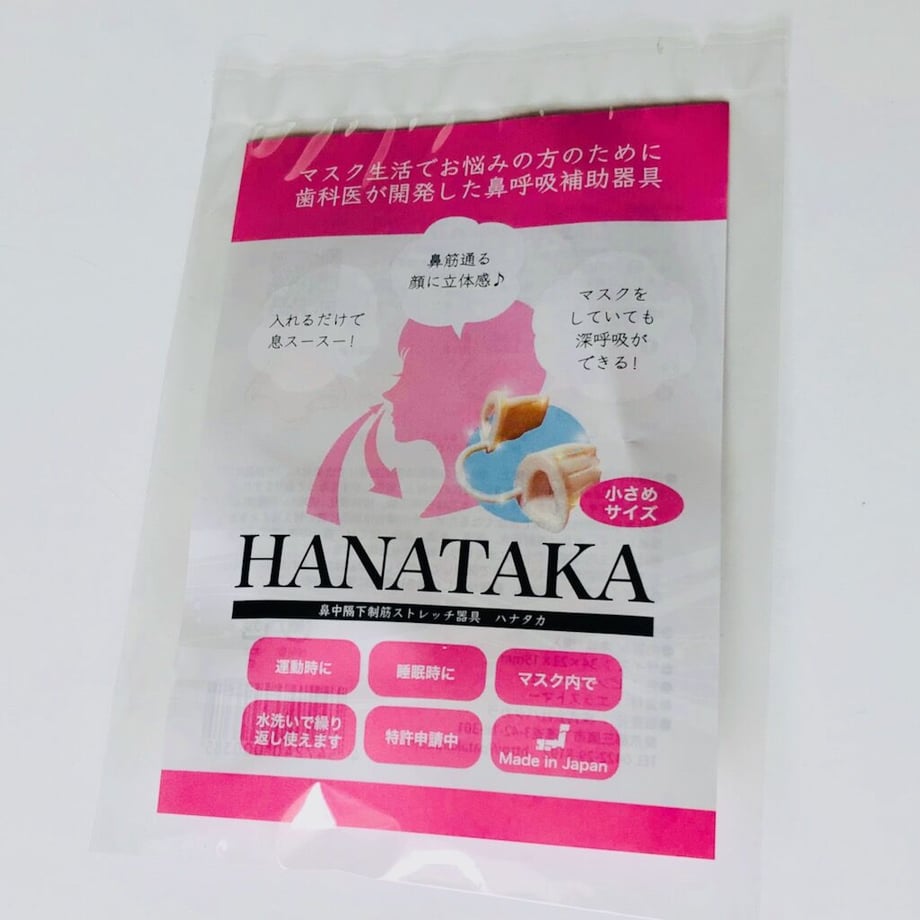 マスク生活でお悩みの方のために
歯科医が開発した鼻呼吸補助器具
鼻筋通る
顔に立体感♪
入れるだけで
息スースー!
マスクを
していても
深呼吸が
できる!
小さめ
サイズ
HANATAKA
鼻中隔下制筋ストレッチ器具 ハナタカ
運動時に
睡眠時に
マスク内で
水洗いで繰り
返し使えます
特許申請中
Made in Japan